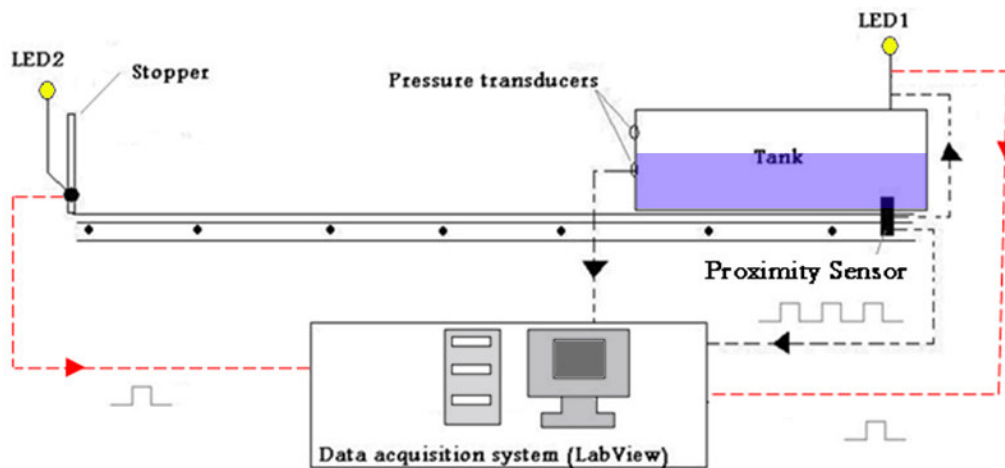 LED1
LED2
Stopper
Pressure transducers
Tank
Proximity Sensor
Data acquisition system (LabView)